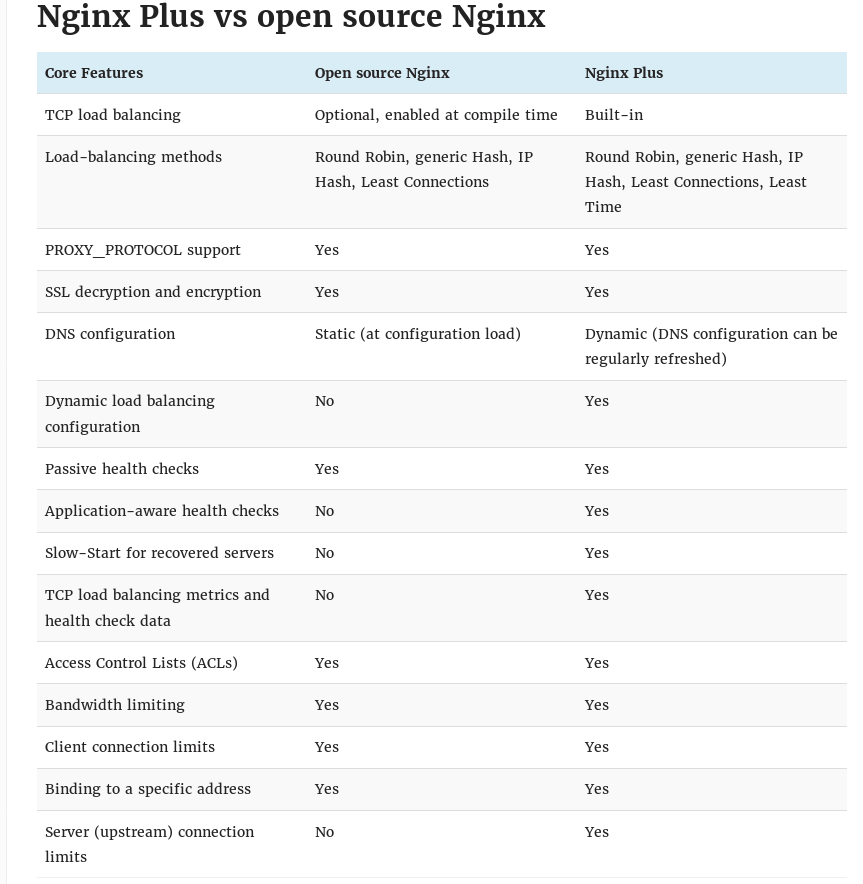 Nginx Plus vs open source Nginx
Core Features Open source Nginx Nginx Plus
TCP load balancing Optional, enabled at compile time Built-in
Load-balancing methods Round Robin, generic Hash, IP Round Robin, generic Hash, IP
Hash, Least Connections Hash, Least Connections, Least
Time
PROXY_PROTOCOL support Yes Yes
SSL decryption and encryption Yes Yes
DNS configuration Static (at configuration load) Dynamic (DNS configuration can be
regularly refreshed)
Dynamic load balancing No Yes
configuration
Passive health checks Yes Yes
Application-aware health checks No Yes
Slow-Start for recovered servers No Yes
TCP load balancing metrics and No Yes
health check data
Access Control Lists (ACLs) Yes Yes
Bandwidth limiting Yes Yes
Client connection limits Yes Yes
Binding to a specific address Yes Yes
Server (upstream) connection No Yes
limits